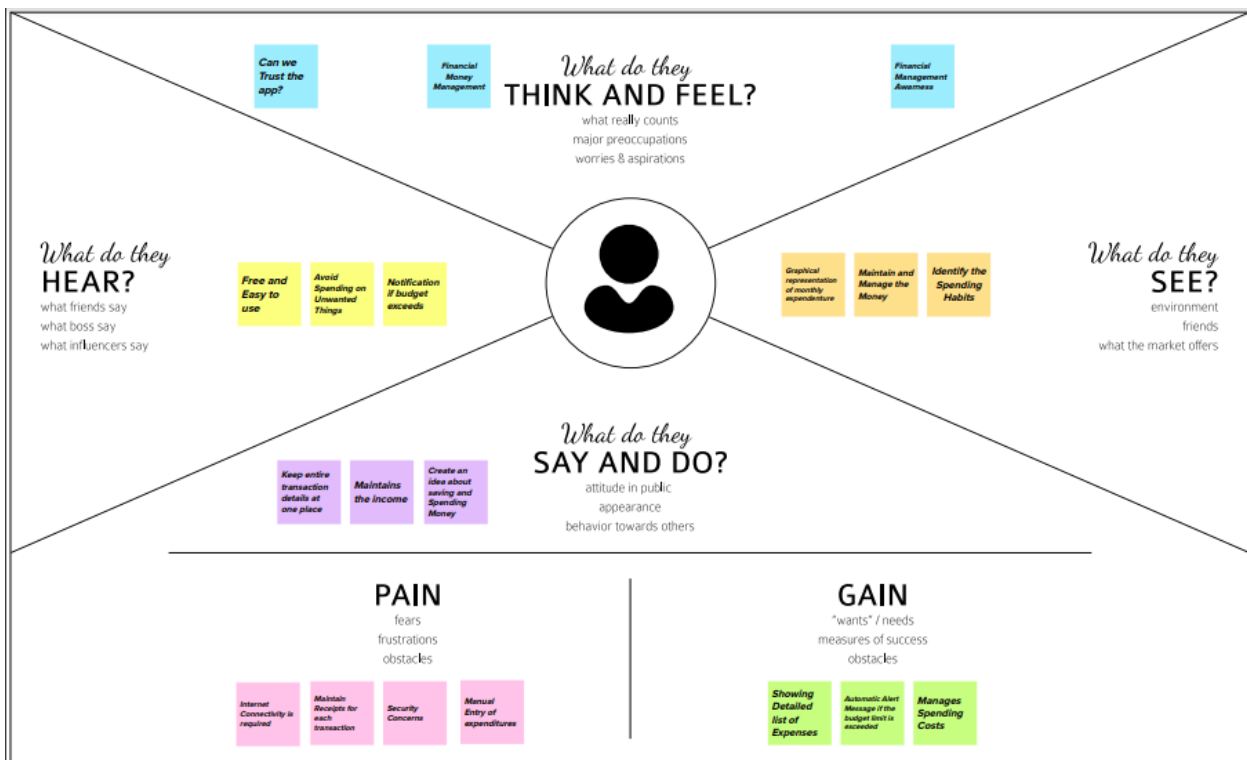 Can we
Trust the
app?
Financial
Money
Management
What do they
THINK AND FEEL?
what really counts
major preoccupations
worries & aspirations
Financial
Management
Awarness
What do they
HEAR?
what friends say
what boss say
what influencers say
Free and
Easy to
use
Avoid
Spending on
Unwanted
Things
Notification
if budget
exceeds
Graphical
representation
of monthly
expendenture
Maintain and
Manage the
Money
Identify the
Spending
Habits
What do they
SEE?
environment
friends
what the market offers
What do they
SAY AND DO?
attitude in public
appearance
behavior towards others
Keep entire
transaction
details at
one place
Maintains
the income
Create an
idea about
saving and
Spending
Money
PAIN
fears
frustrations
obstacles
Internet
Connectivity is
required
Maintain
Receipts for
each
transaction
Security
Concerns
Manual
Entry of
expenditures
GAIN
"wants" / needs
measures of success
obstacles
Showing
Detailed
list of
Expenses
Automatic Alert
Message if the
budget limit is
exceeded
Manages
Spending
Costs